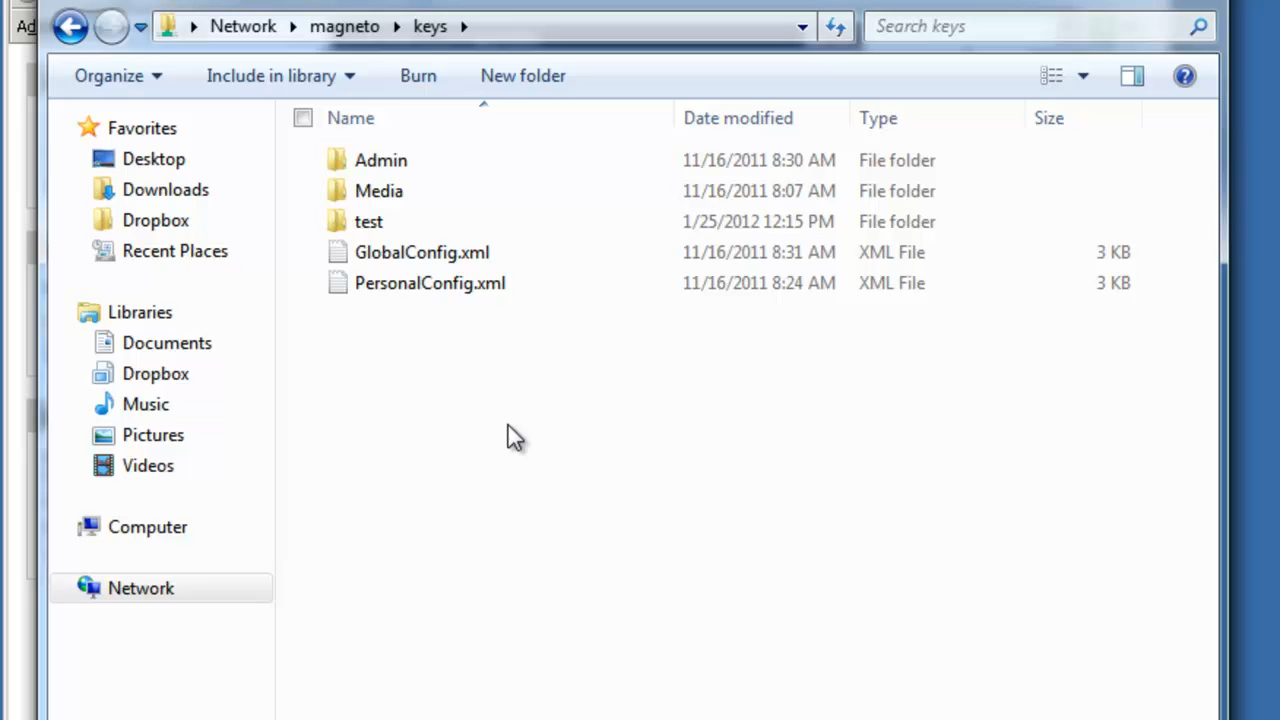 Ad
Network magneto keys Search keys
Organize Include in library Burn New folder
Name Date modified Type Size
Favorites
Desktop
Downloads
Dropbox
Recent Places
Libraries
Documents
Dropbox
Music
Pictures
Videos
Computer
Network
Admin 11/16/2011 8:30 AM File folder
Media 11/16/2011 8:07 AM File folder
test 1/25/2012 12:15 PM File folder
GlobalConfig.xml 11/16/2011 8:31 AM XML File 3 KB
PersonalConfig.xml 11/16/2011 8:24 AM XML File 3 KB